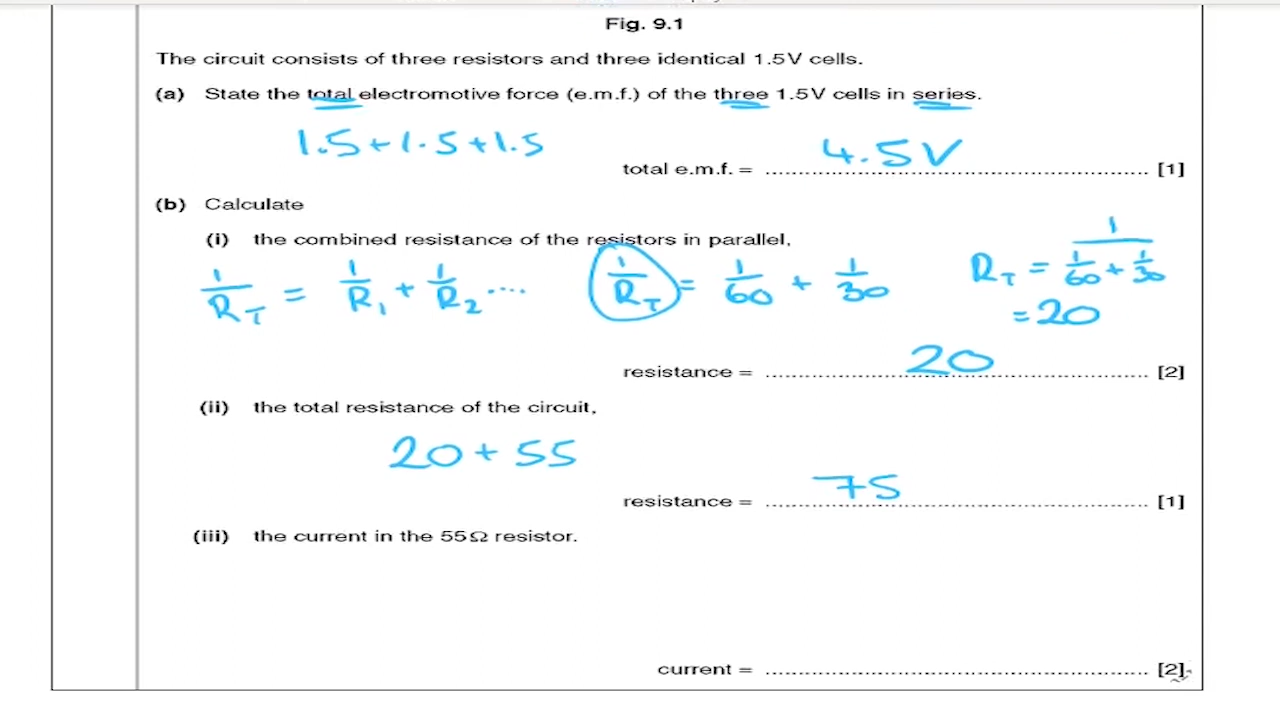 Fig. 9.1
The circuit consists of three resistors and three identical 1.5V cells.
(a) State the total electromotive force (e.m.f.) of the three 1.5V cells in series.
1.5+1.5+1.5
4.5V
total e.m.f. = .................................................... [1]
(b) Calculate
(i) the combined resistance of the resistors in parallel,
1/R_T = 1/R_1 + 1/R_2 .... 1/R_T = 1/60 + 1/30 R_T = 1/(1/60 + 1/30)
= 20
20
resistance = .................................................... [2]
(ii) the total resistance of the circuit,
20 + 55
75
resistance = .................................................... [1]
(iii) the current in the 55Ω resistor.
current = .................................................... [2]